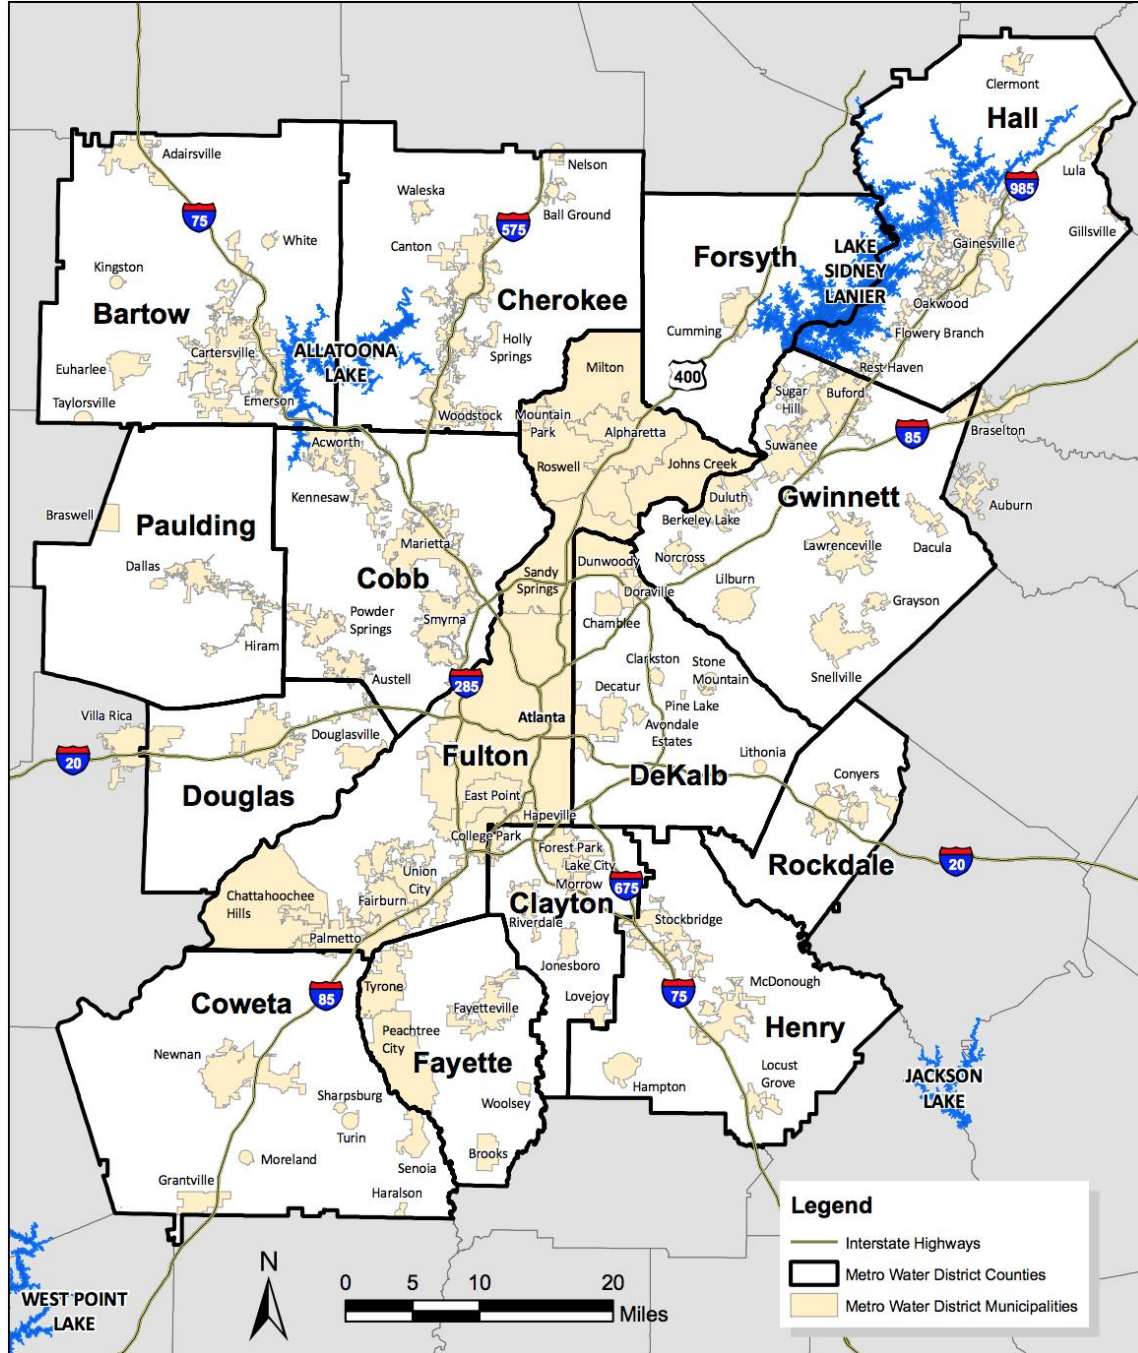 Clermont
Hall
Adairsville
Nelson
Lula
Waleska
985
75
Ball Ground
575
White
Canton
Gillsville
Gainesville
Forsyth
LAKE
SIDNEY
LANIER
Kingston
Cherokee
Bartow
Oakwood
Cumming
Flowery Branch
Holly
Springs
Cartersville
ALLATOONA
LAKE
Milton
Euharlee
Rest Haven
400
Sugar
Hill
Buford
Taylorsville
Emerson
Woodstock
Mountain
Park
Braselton
Alpharetta
85
Acworth
Suwanee
Roswell
Johns Creek
Kennesaw
Duluth
Gwinnett
Auburn
Braswell
Paulding
Berkeley Lake
Marietta
Lawrenceville
Dacula
Norcross
Dallas
Cobb
Sandy
Springs
Dunwoody
Lilburn
Doraville
Grayson
Powder
Springs
Smyrna
Chamblee
Hiram
Clarkston
Stone
Mountain
Snellville
Austell
285
Decatur
Pine Lake
Villa Rica
Atlanta
Avondale
Estates
Douglasville
Lithonia
20
Fulton
DeKalb
Conyers
Douglas
East Point
Hapeville
College Park
Forest Park
Lake City
Rockdale
20
Union
City
Morrow
675
Chattahoochee
Hills
Fairburn
Clayton
Riverdale
Stockbridge
Palmetto
Jonesboro
Tyrone
McDonough
Coweta
85
Lovejoy
75
Fayetteville
Henry
Peachtree
City
Newnan
Fayette
Locust
Grove
JACKSON
LAKE
Hampton
Sharpsburg
Woolsey
Turin
Moreland
Brooks
Senoia
Grantville
Haralson
Legend
Interstate Highways
Metro Water District Counties
Metro Water District Municipalities
N
0 5 10 20
Miles
WEST POINT
LAKE